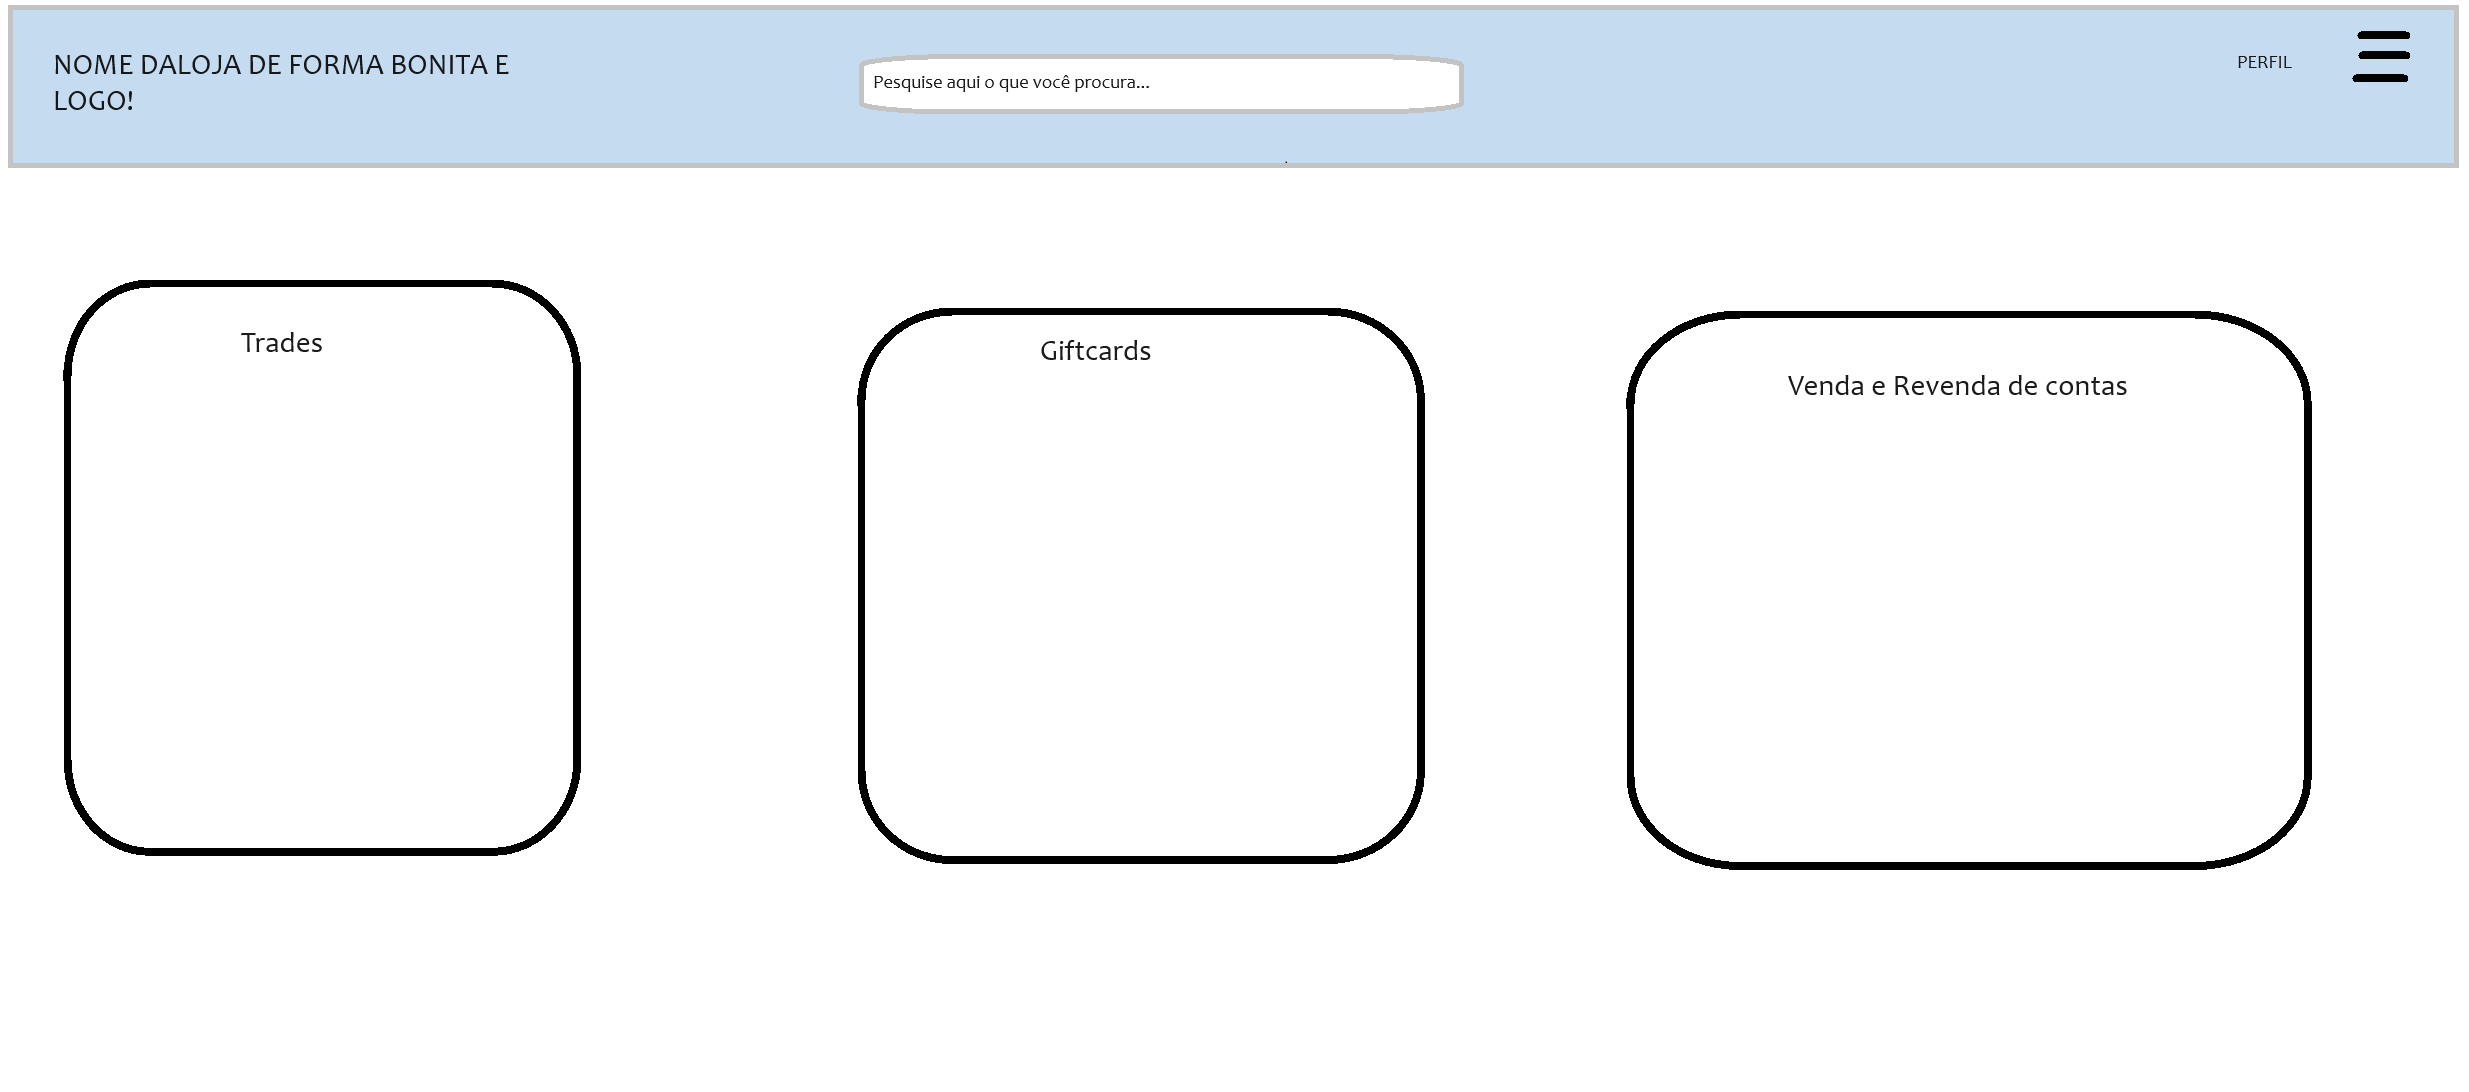 NOME DALOJA DE FORMA BONITA E
LOGO!
Pesquise aqui o que você procura...
PERFIL
Trades
Giftcards
Venda e Revenda de contas